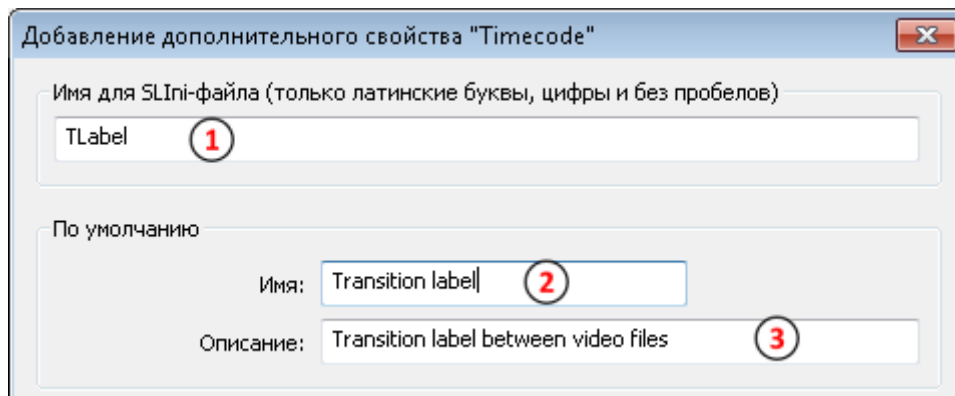 Добавление дополнительного свойства "Timecode"
Имя для SLIni-файла (только латинские буквы, цифры и без пробелов)
TLabel 1
По умолчанию
Имя: Transition label 2
Описание: Transition label between video files 3